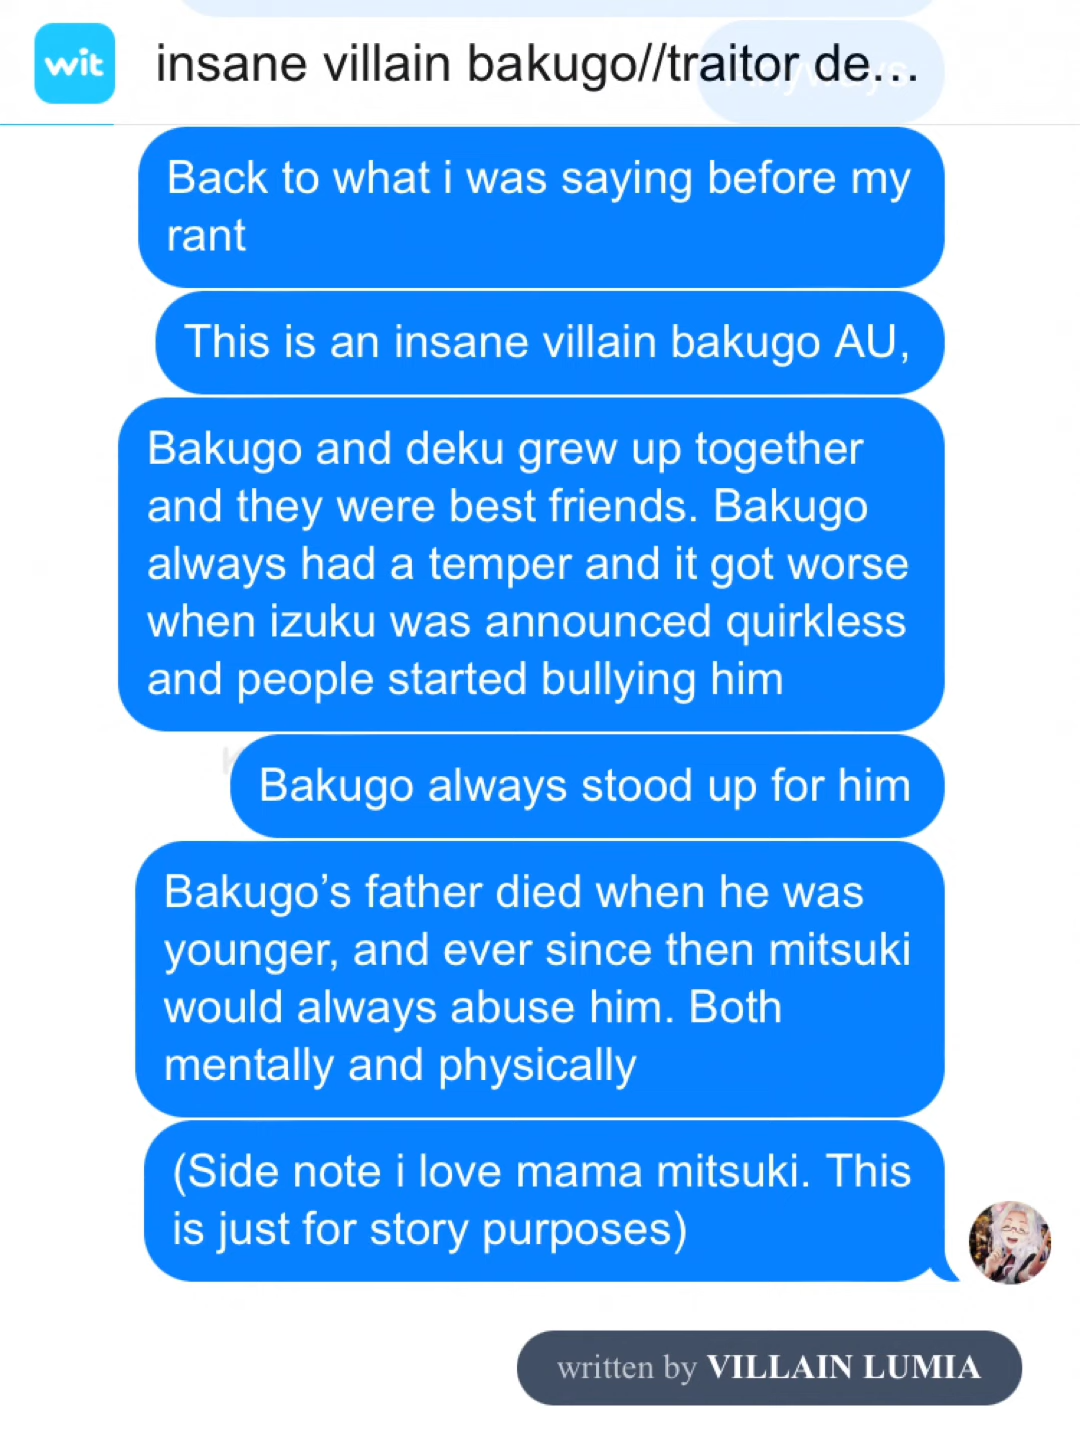 wit
insane villain bakugo//traitor de...
Anyways
Back to what i was saying before my
rant
This is an insane villain bakugo AU,
Bakugo and deku grew up together
and they were best friends. Bakugo
always had a temper and it got worse
when izuku was announced quirkless
and people started bullying him
Bakugo always stood up for him
Bakugo’s father died when he was
younger, and ever since then mitsuki
would always abuse him. Both
mentally and physically
(Side note i love mama mitsuki. This
is just for story purposes)
written by VILLAIN LUMIA